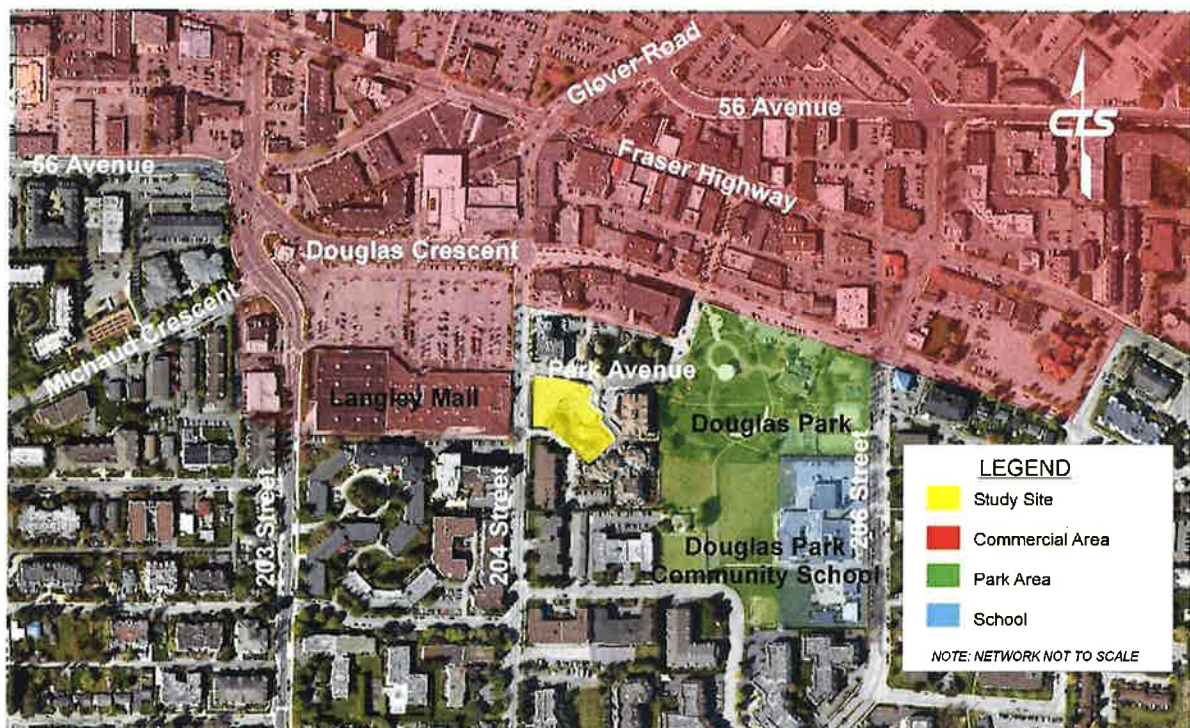 Glover Road
56 Avenue
CTS
56 Avenue
Fraser Highway
Douglas Crescent
Michaud Crescent
Park Avenue
Langley Mall
Douglas Park
203 Street
204 Street
206 Street
Douglas Park
Community School
LEGEND
Study Site
Commercial Area
Park Area
School
NOTE: NETWORK NOT TO SCALE